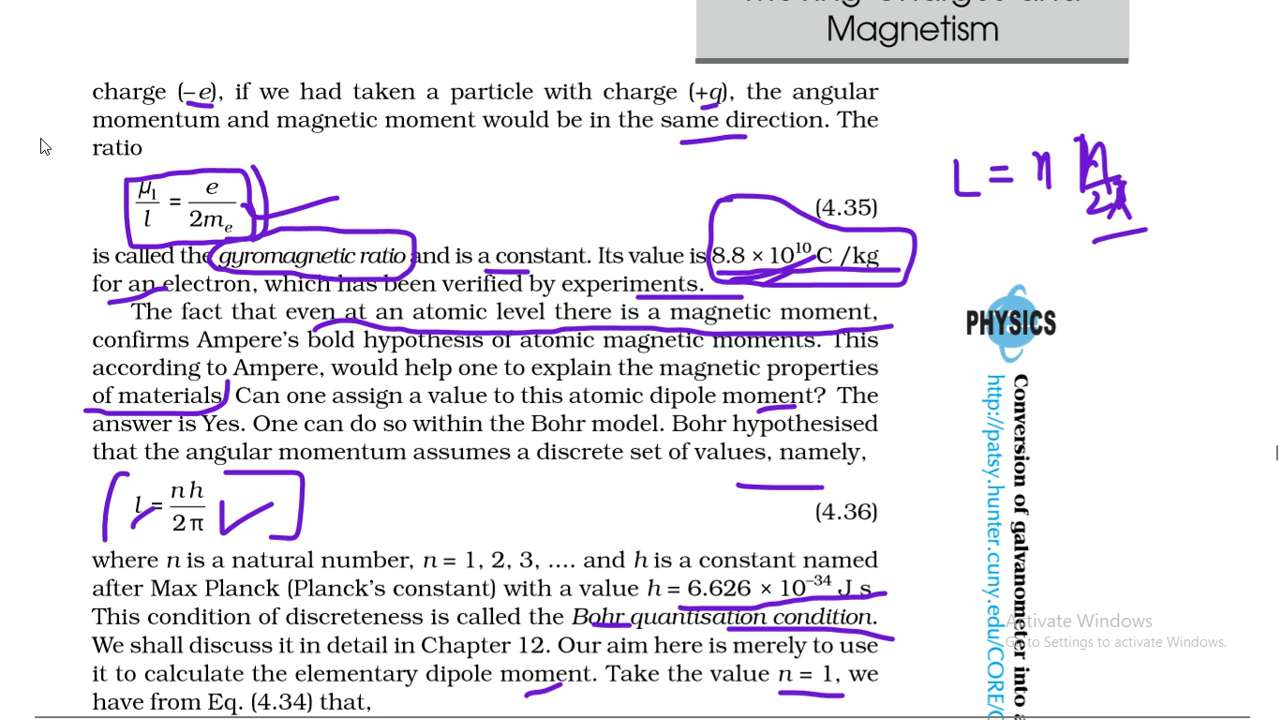 Moving Charges and
Magnetism
charge (–e), if we had taken a particle with charge (+q), the angular
momentum and magnetic moment would be in the same direction. The
ratio
μl/l = e/2me (4.35)
is called the gyromagnetic ratio and is a constant. Its value is 8.8 × 10¹⁰ C /kg
for an electron, which has been verified by experiments.
The fact that even at an atomic level there is a magnetic moment,
confirms Ampere's bold hypothesis of atomic magnetic moments. This
according to Ampere, would help one to explain the magnetic properties
of materials. Can one assign a value to this atomic dipole moment? The
answer is Yes. One can do so within the Bohr model. Bohr hypothesised
that the angular momentum assumes a discrete set of values, namely,
l = nh/2π (4.36)
where n is a natural number, n = 1, 2, 3, .... and h is a constant named
after Max Planck (Planck's constant) with a value h = 6.626 × 10⁻³⁴ J s.
This condition of discreteness is called the Bohr quantisation condition.
We shall discuss it in detail in Chapter 12. Our aim here is merely to use
it to calculate the elementary dipole moment. Take the value n = 1, we
have from Eq. (4.34) that,
L = n h/2π
PHYSICS
Conversion of galvanometer into a
http://patsy.hunter.cuny.edu/CORE/
Activate Windows
Go to Settings to activate Windows.